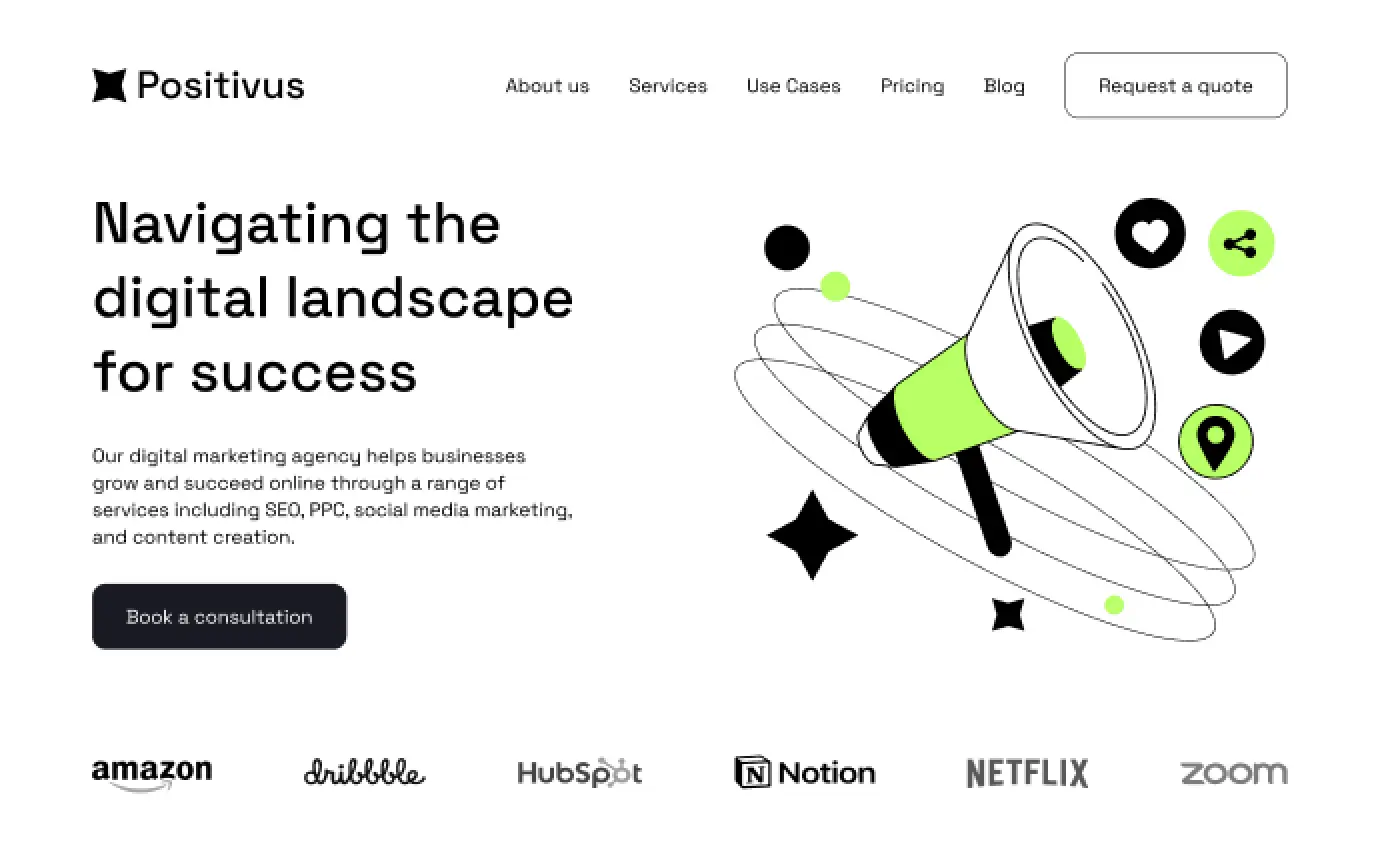 Positivus
About us Services Use Cases Pricing Blog Request a quote
Navigating the
digital landscape
for success
Our digital marketing agency helps businesses
grow and succeed online through a range of
services including SEO, PPC, social media marketing,
and content creation.
Book a consultation
amazon dribbble HubSpot Notion NETFLIX zoom